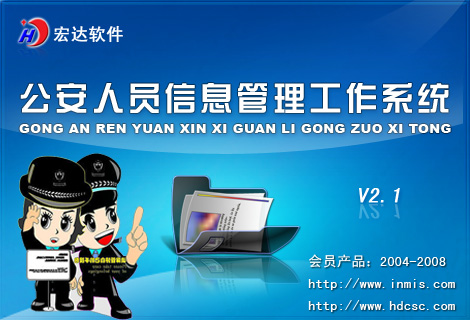 宏达软件
公安人员信息管理工作系统
GONG AN REN YUAN XIN XI GUAN LI GONG ZUO XI TONG
V2.1
会员产品：2004-2008
http://www.inmis.com
http://www.hdcsc.com